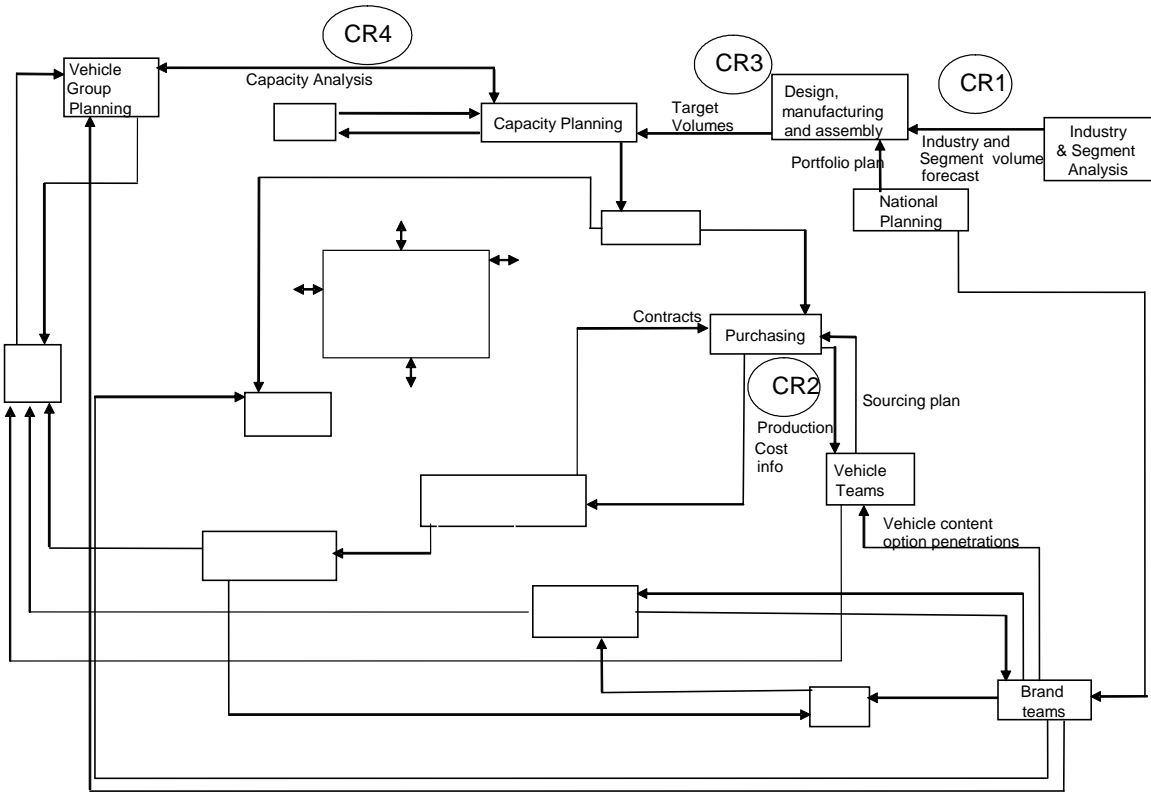 CR4
CR3
CR1
Vehicle
Group
Planning
Capacity Analysis
Capacity Planning
Target
Volumes
Design,
manufacturing
and assembly
Industry and
Segment volume
forecast
Industry
& Segment
Analysis
Portfolio plan
National
Planning
Contracts
Purchasing
CR2
Sourcing plan
Production
Cost
info
Vehicle
Teams
Vehicle content
option penetrations
Brand
teams